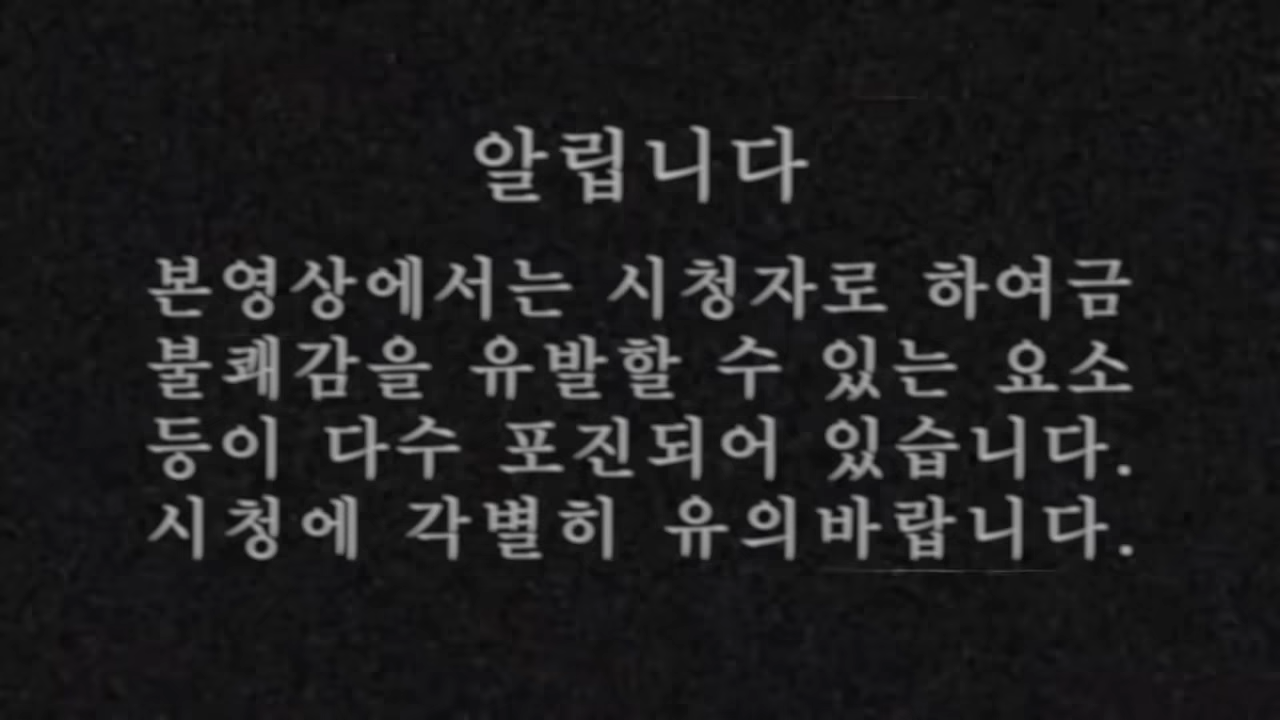 알립니다
본영상에서는 시청자로 하여금
불쾌감을 유발할 수 있는 요소
등이 다수 포진되어 있습니다.
시청에 각별히 유의바랍니다.